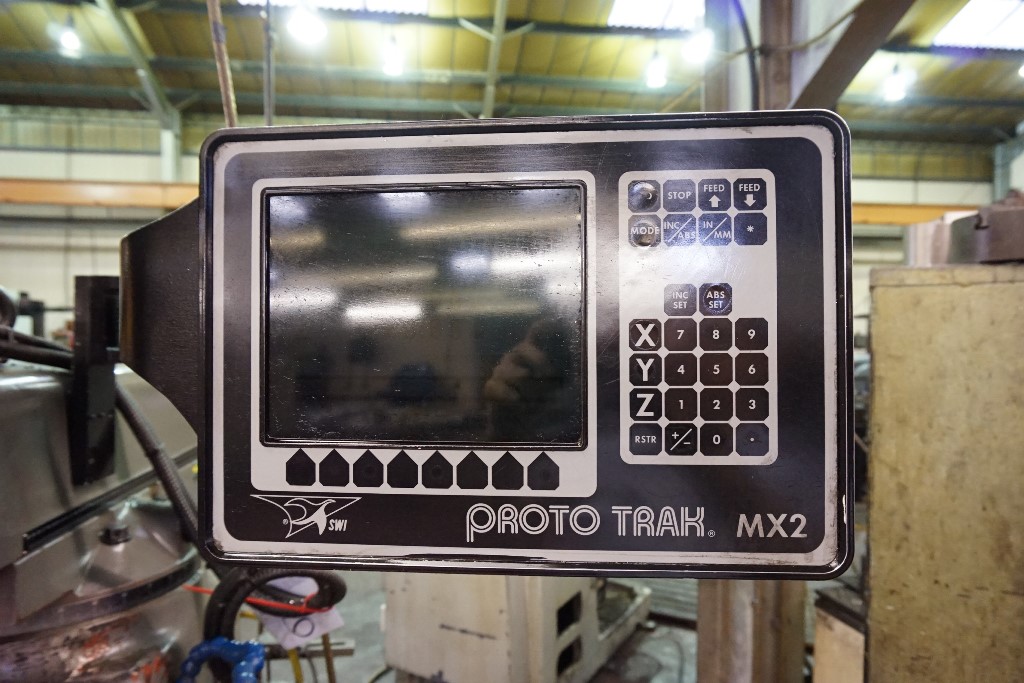 STOP FEED FEED
MODE INC/ABS IN/MM *
INC SET ABS SET
X 7 8 9
Y 4 5 6
Z 1 2 3
RSTR +/- 0 .
® SWI
PROTO TRAK® MX2